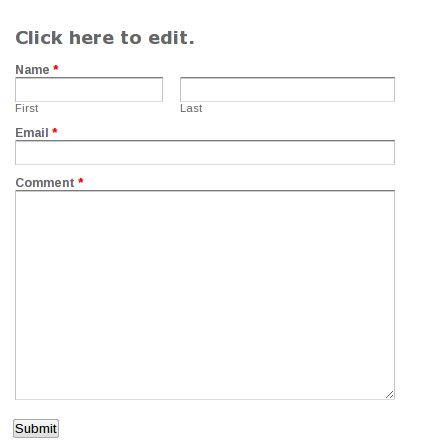 Click here to edit.
Name *
First Last
Email *
Comment *
Submit